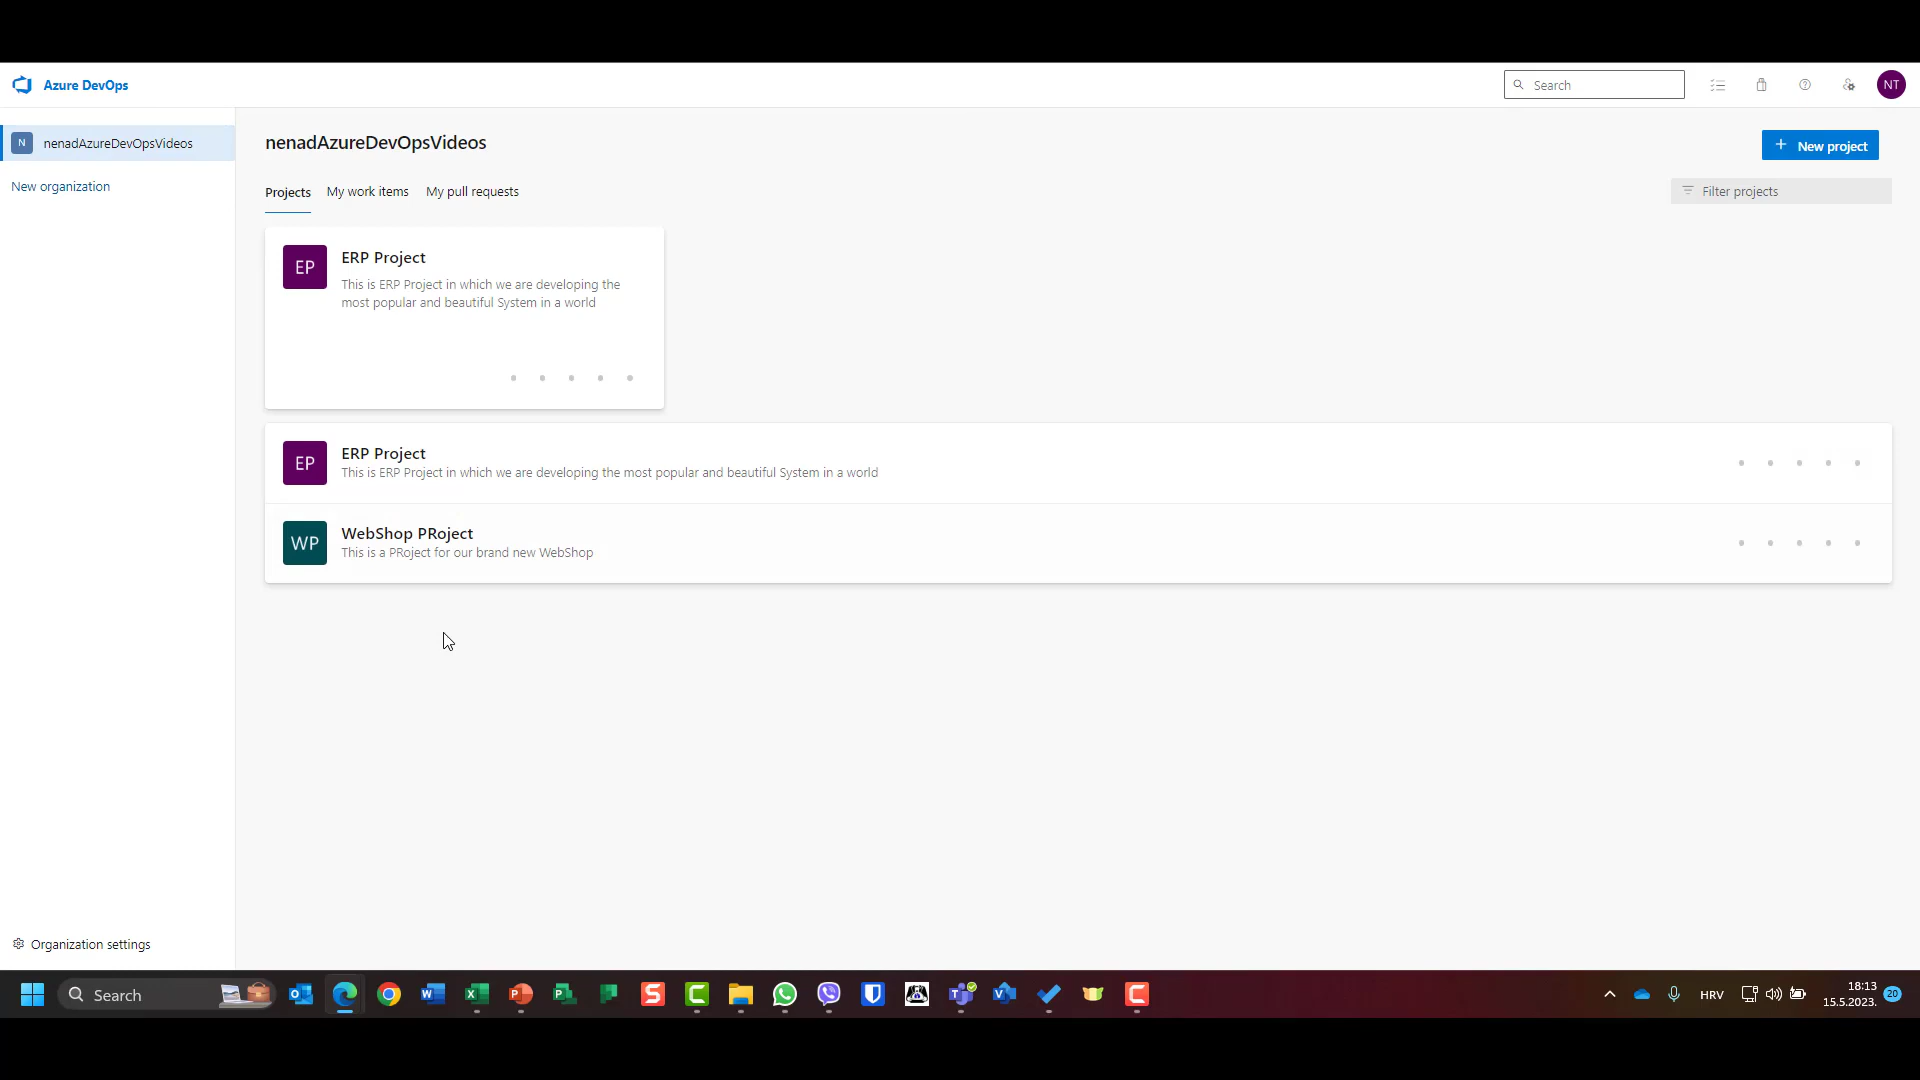 Azure DevOps
Search
NT
N
nenadAzureDevOpsVideos
New organization
nenadAzureDevOpsVideos
New project
Projects
My work items
My pull requests
Filter projects
EP
ERP Project
This is ERP Project in which we are developing the
most popular and beautiful System in a world
EP
ERP Project
This is ERP Project in which we are developing the most popular and beautiful System in a world
WP
WebShop PRoject
This is a PRoject for our brand new WebShop
Organization settings
Search
HRV
18:13
15.5.2023.
20